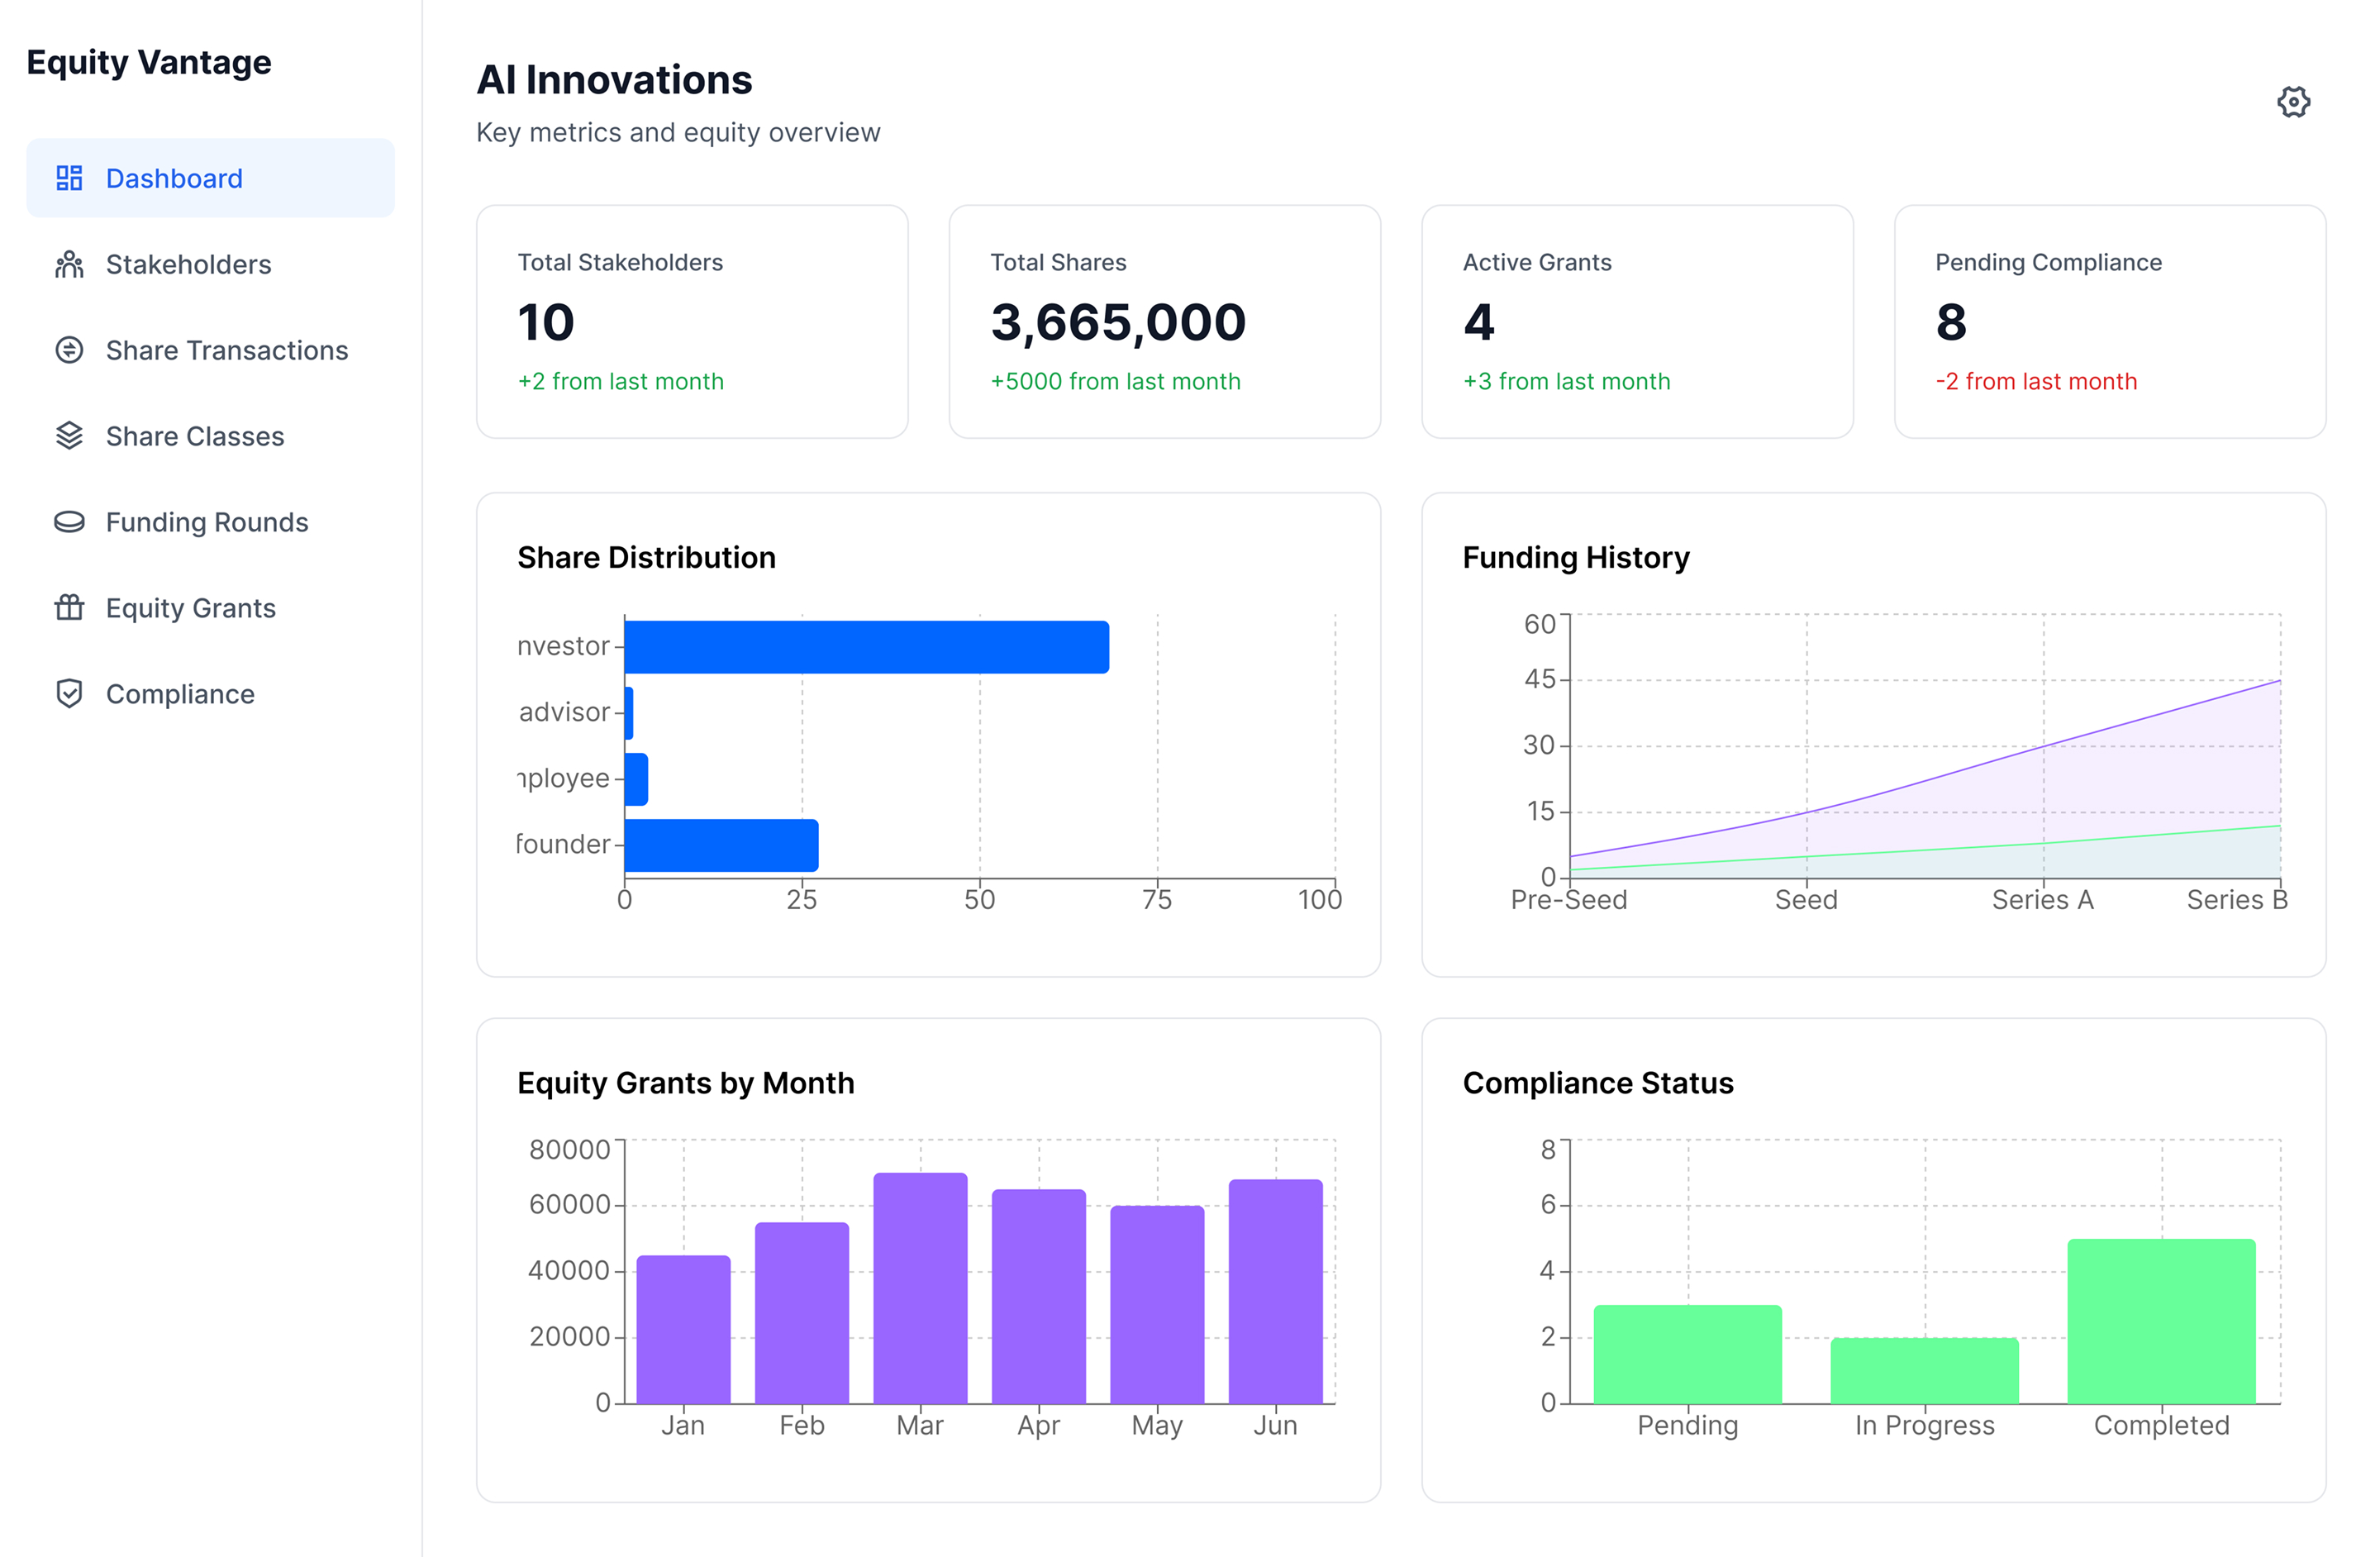 Equity Vantage
Dashboard
Stakeholders
Share Transactions
Share Classes
Funding Rounds
Equity Grants
Compliance
AI Innovations
Key metrics and equity overview
Total Stakeholders
10
+2 from last month
Total Shares
3,665,000
+5000 from last month
Active Grants
4
+3 from last month
Pending Compliance
8
-2 from last month
Share Distribution
nvestor
advisor
nployee
founder
0 25 50 75 100
Funding History
60
45
30
15
0
Pre-Seed Seed Series A Series B
Equity Grants by Month
80000
60000
40000
20000
0
Jan Feb Mar Apr May Jun
Compliance Status
8
6
4
2
0
Pending In Progress Completed